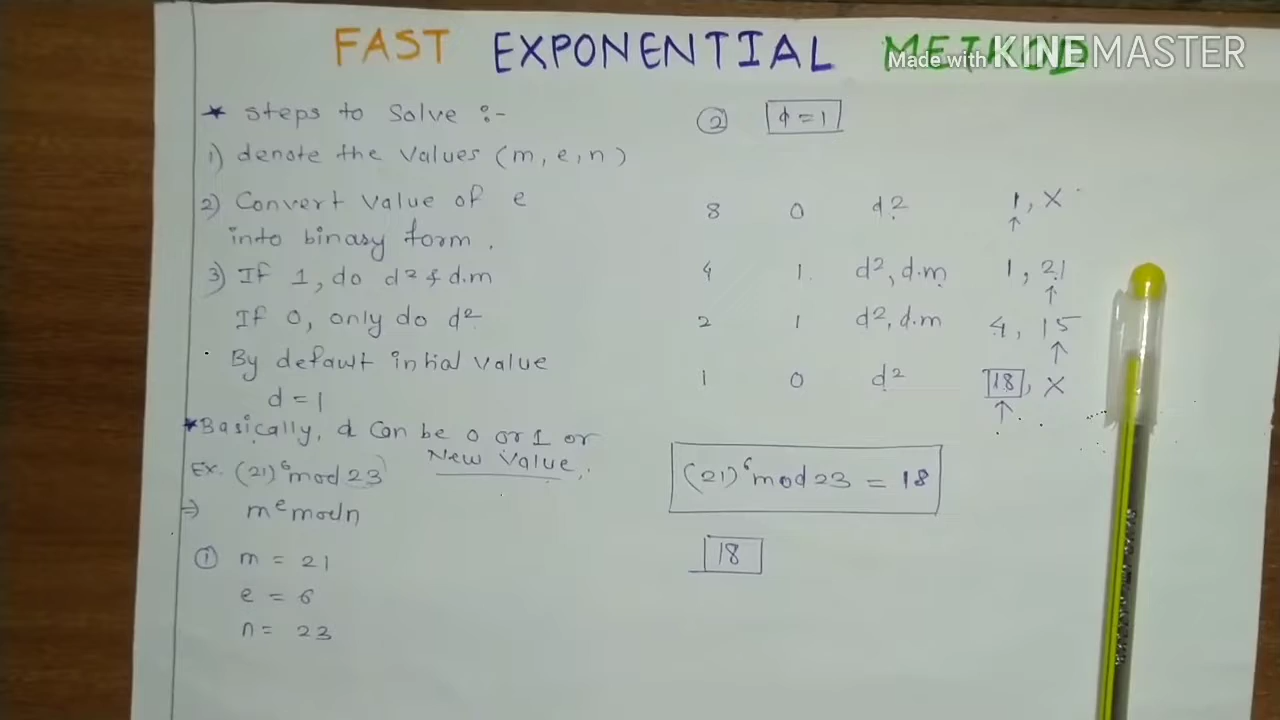 FAST EXPONENTIAL METHOD
Made with KINEMASTER
* Steps to Solve :-
1) denote the Values (m, e, n)
2) Convert Value of e
into binary form.
3) If 1, do d² & d.m
If 0, only do d²
By default intial value
d = 1
*Basically, d Can be 0 or 1 or
New Value.
Ex. (21)⁶ mod 23
⇒ mᵉ mod n
① m = 21
e = 6
n = 23
② d = 1
8 0 d² 1, X
↑
4 1 d², d.m 1, 21
↑
2 1 d², d.m 4, 15
↑
1 0 d² 18, X
↑
(21)⁶ mod 23 = 18
18